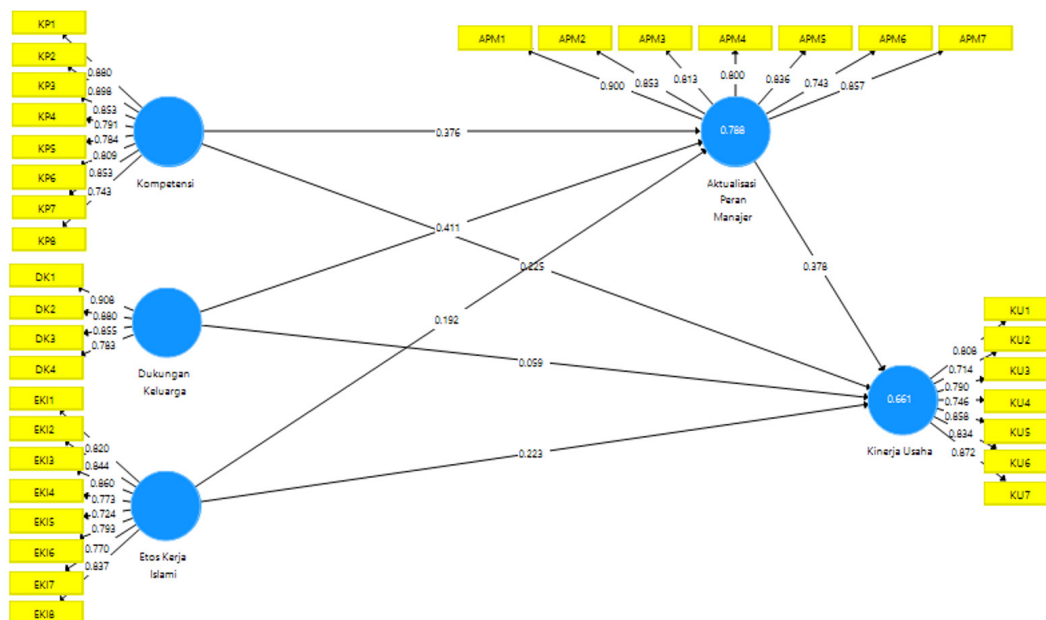 KP1
KP2
KP3
KP4
KP5
KP6
KP7
KP8
0.880
0.898
0.853
0.791
0.784
0.809
0.853
0.743
Kompetensi
DK1
DK2
DK3
DK4
0.908
0.880
0.855
0.783
Dukungan
Keluarga
EKI1
EKI2
EKI3
EKI4
EKI5
EKI6
EKI7
EKI8
0.820
0.844
0.860
0.773
0.724
0.793
0.770
0.837
Etos Kerja
Islami
0.376
0.411
0.225
0.192
0.059
0.223
0.378
APM1
APM2
APM3
APM4
APM5
APM6
APM7
0.900
0.853
0.813
0.800
0.836
0.743
0.857
0.788
Aktualisasi
Peran
Manajer
KU1
KU2
KU3
KU4
KU5
KU6
KU7
0.808
0.714
0.790
0.746
0.858
0.834
0.872
0.661
Kinerja Usaha